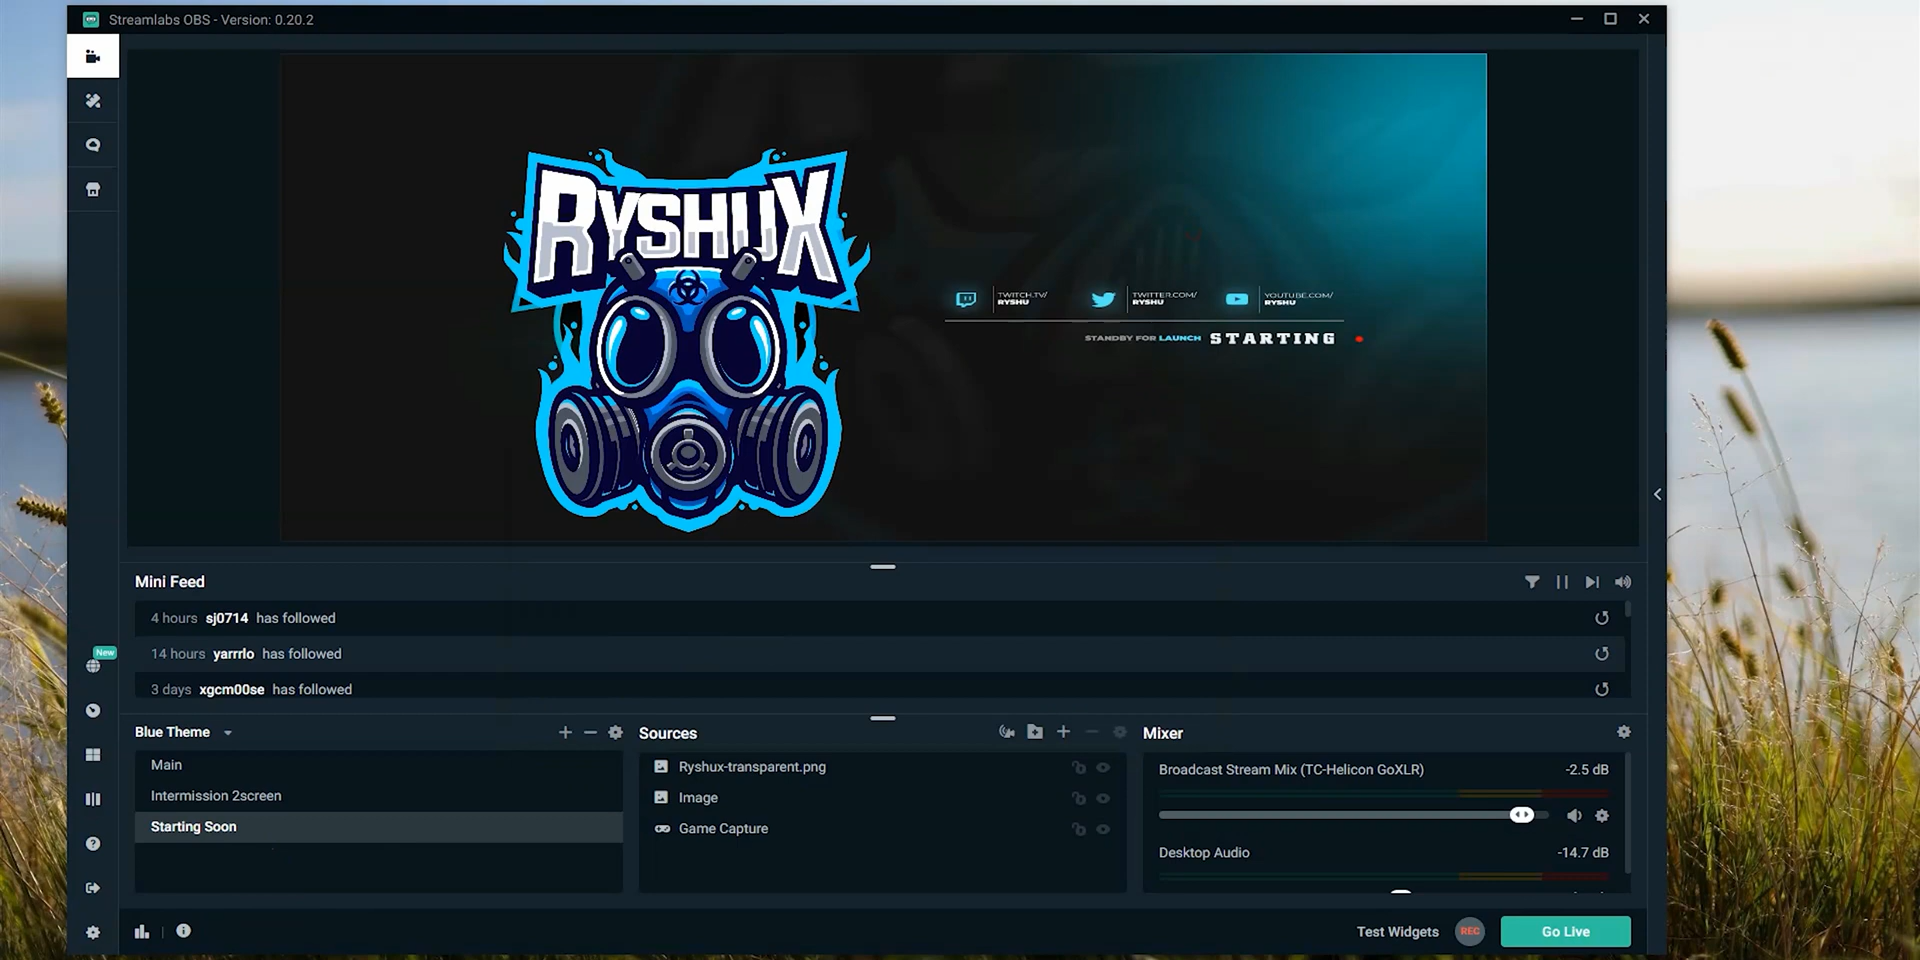 Streamlabs OBS - Version: 0.20.2
RYSHUX
TWITCH.TV/
RYSHU
TWITTER.COM/
RYSHU
YOUTUBE.COM/
RYSHU
STANDBY FOR LAUNCH STARTING
Mini Feed
4 hours sj0714 has followed
14 hours yarrrlo has followed
3 days xgcm00se has followed
New
Blue Theme
Main
Intermission 2screen
Starting Soon
Sources
Ryshux-transparent.png
Image
Game Capture
Mixer
Broadcast Stream Mix (TC-Helicon GoXLR) -2.5 dB
Desktop Audio -14.7 dB
Test Widgets REC Go Live